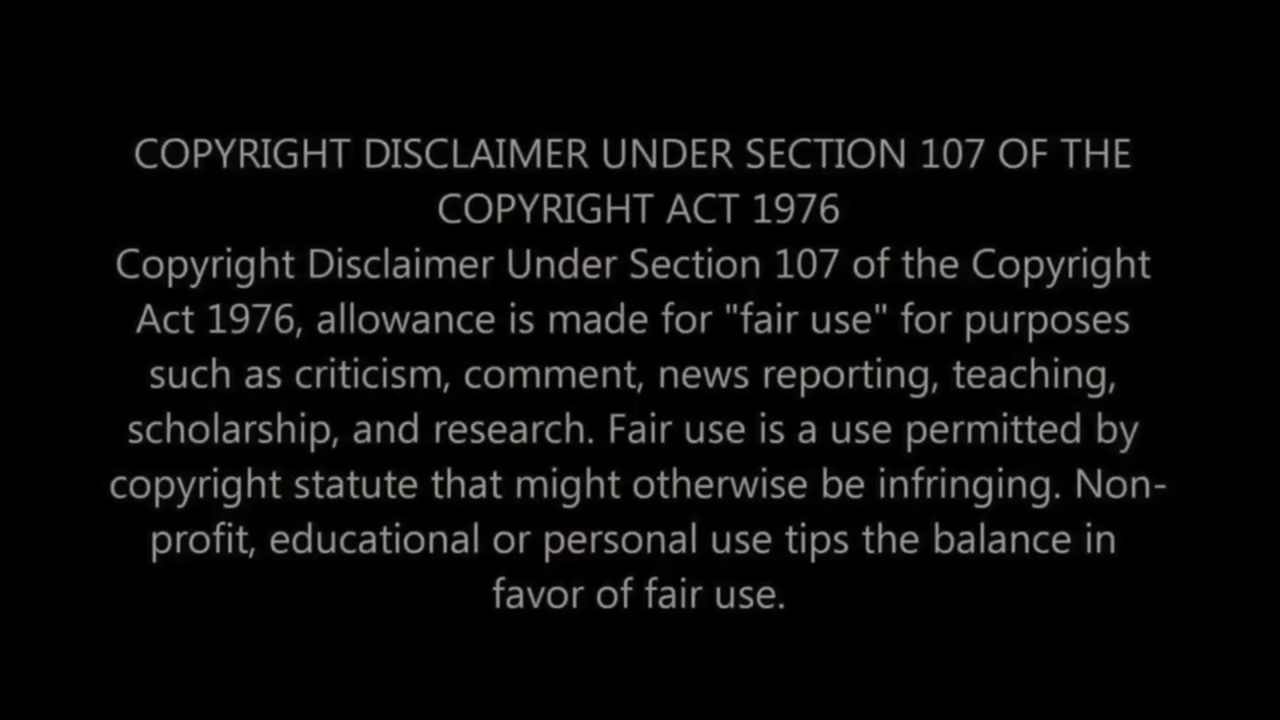 COPYRIGHT DISCLAIMER UNDER SECTION 107 OF THE
COPYRIGHT ACT 1976
Copyright Disclaimer Under Section 107 of the Copyright
Act 1976, allowance is made for "fair use" for purposes
such as criticism, comment, news reporting, teaching,
scholarship, and research. Fair use is a use permitted by
copyright statute that might otherwise be infringing. Non-
profit, educational or personal use tips the balance in
favor of fair use.